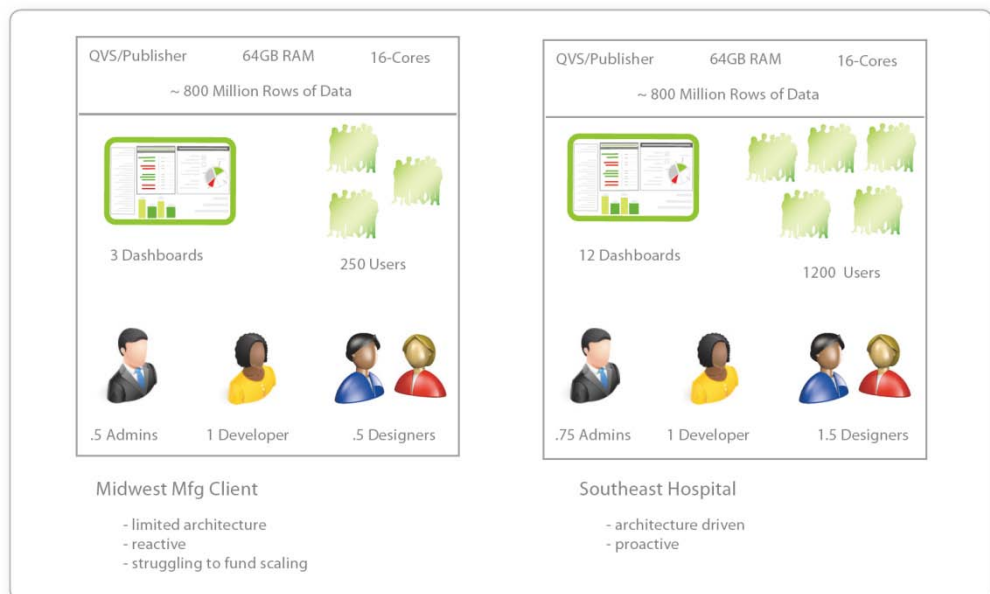 QVS/Publisher 64GB RAM 16-Cores
~ 800 Million Rows of Data
3 Dashboards
250 Users
.5 Admins 1 Developer .5 Designers
Midwest Mfg Client
- limited architecture
- reactive
- struggling to fund scaling
QVS/Publisher 64GB RAM 16-Cores
~ 800 Million Rows of Data
12 Dashboards
1200 Users
.75 Admins 1 Developer 1.5 Designers
Southeast Hospital
- architecture driven
- proactive